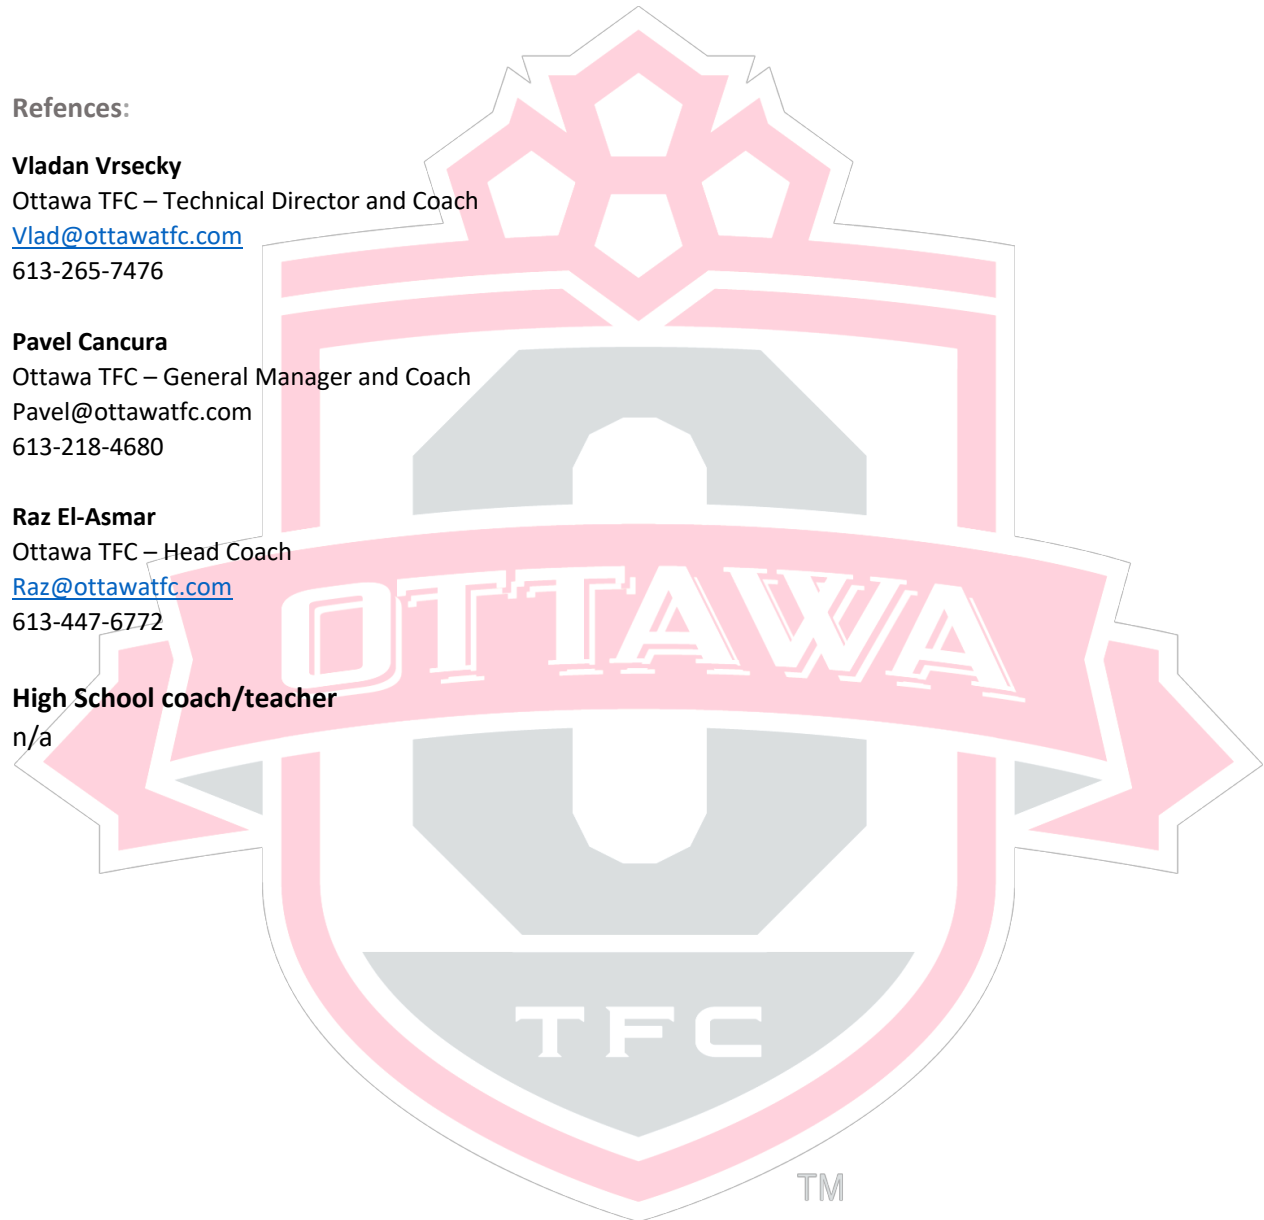 Refences:
Vladan Vrsecky
Ottawa TFC – Technical Director and Coach
Vlad@ottawatfc.com
613-265-7476
Pavel Cancura
Ottawa TFC – General Manager and Coach
Pavel@ottawatfc.com
613-218-4680
Raz El-Asmar
Ottawa TFC – Head Coach
Raz@ottawatfc.com
613-447-6772
High School coach/teacher
n/a
OTTAWA
TFC
TM